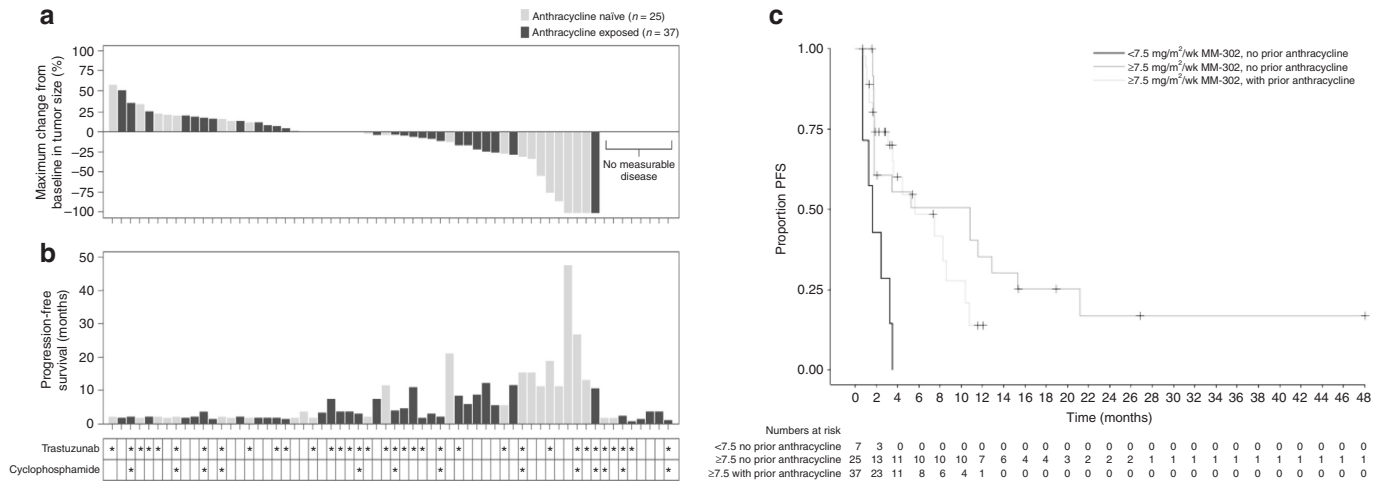 a
Anthracycline naïve (n = 25)
Anthracycline exposed (n = 37)
Maximum change from
baseline in tumor size (%)
100
75
50
25
0
−25
−50
−75
−100
No measurable
disease
b
Progression-free
survival (months)
50
40
30
20
10
0
Trastuzunab
Cyclophosphamide
c
<7.5 mg/m²/wk MM-302, no prior anthracycline
≥7.5 mg/m²/wk MM-302, no prior anthracycline
≥7.5 mg/m²/wk MM-302, with prior anthracycline
Proportion PFS
1.00
0.75
0.50
0.25
0.00
0 2 4 6 8 10 12 14 16 18 20 22 24 26 28 30 32 34 36 38 40 42 44 46 48
Time (months)
Numbers at risk
<7.5 no prior anthracycline 7 3 0 0 0 0 0 0 0 0 0 0 0 0 0 0 0 0 0 0 0 0 0 0 0
≥7.5 no prior anthracycline 25 13 11 10 10 10 7 6 4 4 3 2 2 2 1 1 1 1 1 1 1 1 1 1 1
≥7.5 with prior anthracycline 37 23 11 8 6 4 1 0 0 0 0 0 0 0 0 0 0 0 0 0 0 0 0 0 0